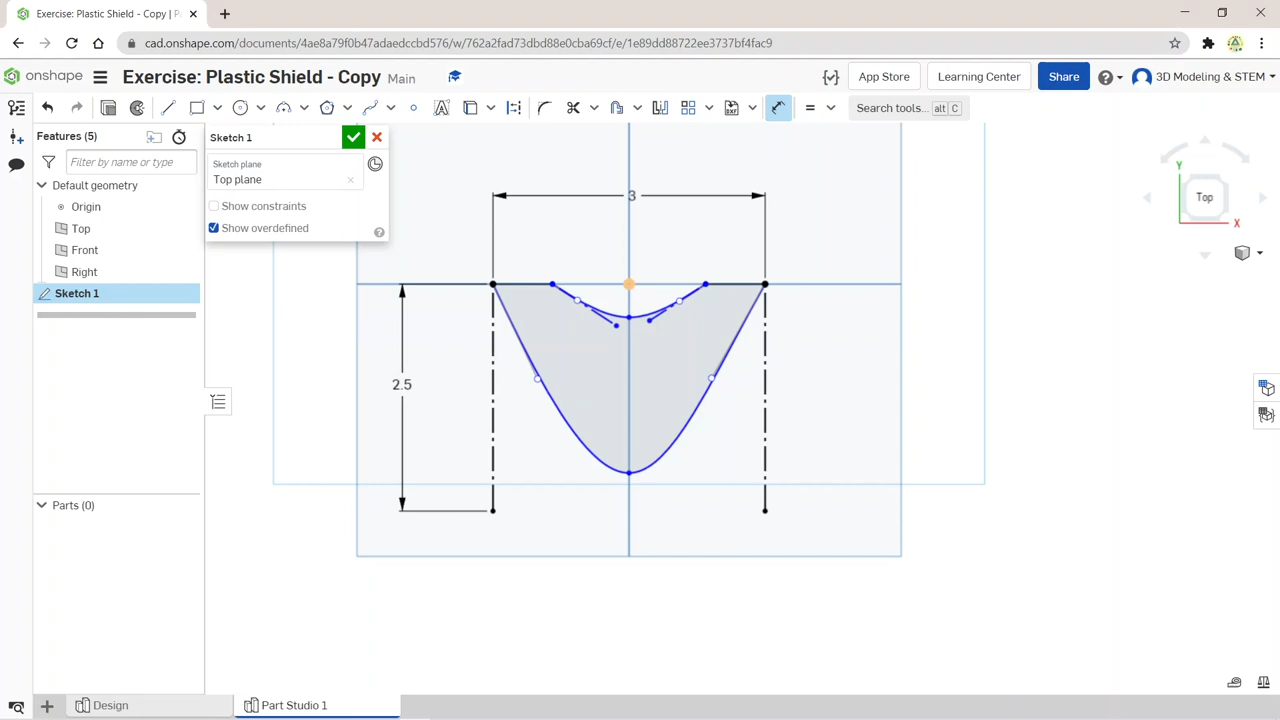 Exercise: Plastic Shield - Copy | P
cad.onshape.com/documents/4ae8a79f0b47adaedccbd576/w/762a2faf73dbd88e0cba69cf/e/1e89dd88722ee3737bf4fac9
onshape
Exercise: Plastic Shield - Copy Main
App Store
Learning Center
Share
3D Modeling & STEM
Search tools... alt C
Features (5)
Filter by name or type
Default geometry
Origin
Top
Front
Right
Sketch 1
Parts (0)
Sketch 1
Sketch plane
Top plane
Show constraints
Show overdefined
3
2.5
Y
Top
X
Design
Part Studio 1